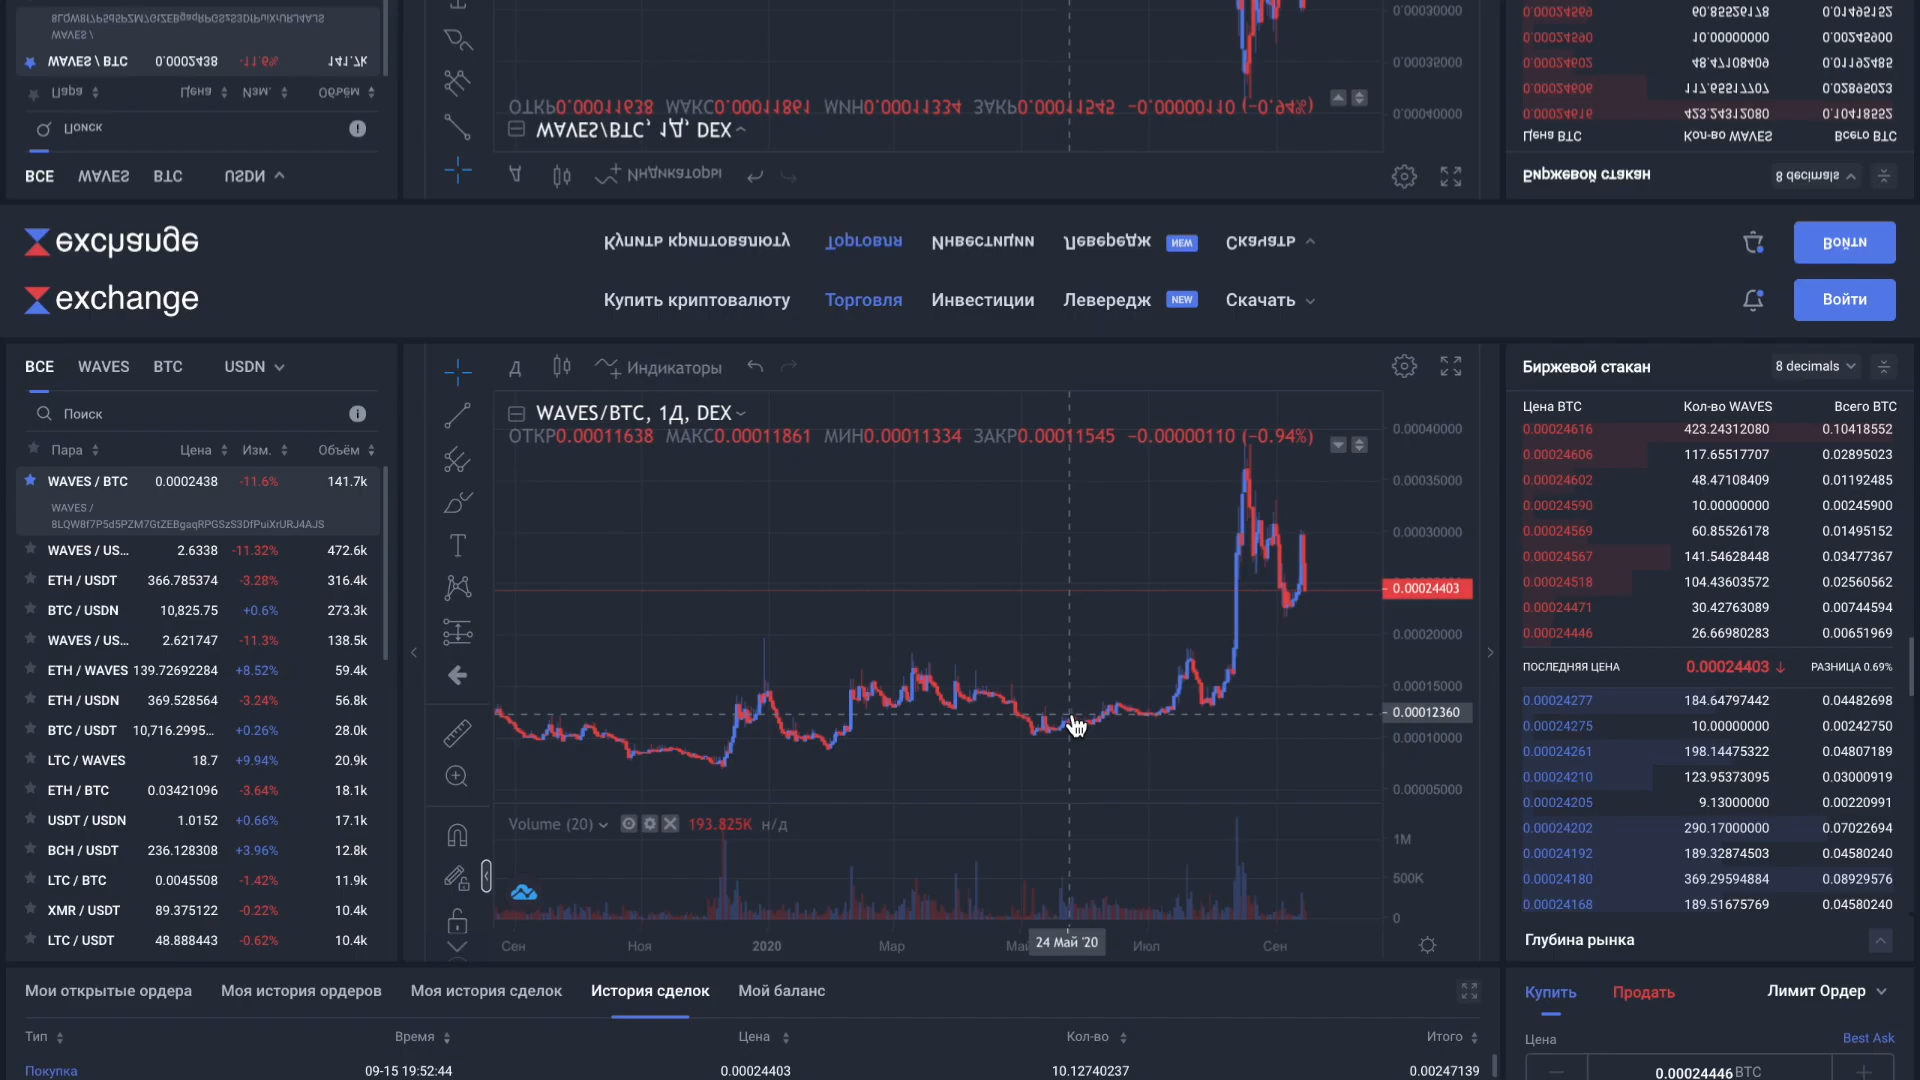 exchange
Купить криптовалюту Торговля Инвестиции Левередж NEW Скачать
Войти
ВСЕ WAVES BTC USDN
Поиск
Пара Цена Изм. Объём
WAVES / BTC 0.0002438 -11.6% 141.7k
WAVES /
8LQW8f7P5d5PZM7GtZEBgaqRPGSzS3DfPuiXrURJ4AJS
WAVES / US... 2.6338 -11.32% 472.6k
ETH / USDT 366.785374 -3.28% 316.4k
BTC / USDN 10,825.75 +0.6% 273.3k
WAVES / US... 2.621747 -11.3% 138.5k
ETH / WAVES 139.72692284 +8.52% 59.4k
ETH / USDN 369.528564 -3.24% 56.8k
BTC / USDT 10,716.2995... +0.26% 28.0k
LTC / WAVES 18.7 +9.94% 20.9k
ETH / BTC 0.03421096 -3.64% 18.1k
USDT / USDN 1.0152 +0.66% 17.1k
BCH / USDT 236.128308 +3.96% 12.8k
LTC / BTC 0.0045508 -1.42% 11.9k
XMR / USDT 89.375122 -0.22% 10.4k
LTC / USDT 48.888443 -0.62% 10.4k
Д Индикаторы
WAVES/BTC, 1Д, DEX
ОТКР0.00011638 МАКС0.00011861 МИН0.00011334 ЗАКР0.00011545 −0.00000110 (−0.94%)
0.00040000
0.00035000
0.00030000
0.00024403
0.00020000
0.00015000
0.00012360
0.00010000
0.00005000
Volume (20) 193.825K н/д
1M
500K
0
Сен Ноя 2020 Мар 24 Май '20 Июл Сен
Биржевой стакан 8 decimals
Цена BTC Кол-во WAVES Всего BTC
0.00024616 423.24312080 0.10418552
0.00024606 117.65517707 0.02895023
0.00024602 48.47108409 0.01192485
0.00024590 10.00000000 0.00245900
0.00024569 60.85526178 0.01495152
0.00024567 141.54628448 0.03477367
0.00024518 104.43603572 0.02560562
0.00024471 30.42763089 0.00744594
0.00024446 26.66980283 0.00651969
ПОСЛЕДНЯЯ ЦЕНА 0.00024403 ↓ РАЗНИЦА 0.69%
0.00024277 184.64797442 0.04482698
0.00024275 10.00000000 0.00242750
0.00024261 198.14475322 0.04807189
0.00024210 123.95373095 0.03000919
0.00024205 9.13000000 0.00220991
0.00024202 290.17000000 0.07022694
0.00024192 189.32874503 0.04580240
0.00024180 369.29594884 0.08929576
0.00024168 189.51675769 0.04580240
Глубина рынка
Мои открытые ордера Моя история ордеров Моя история сделок История сделок Мой баланс
Тип Время Цена Кол-во Итого
Покупка 09-15 19:52:44 0.00024403 10.12740237 0.00247139
Купить Продать Лимит Ордер
Цена Best Ask
0.00024446 BTC